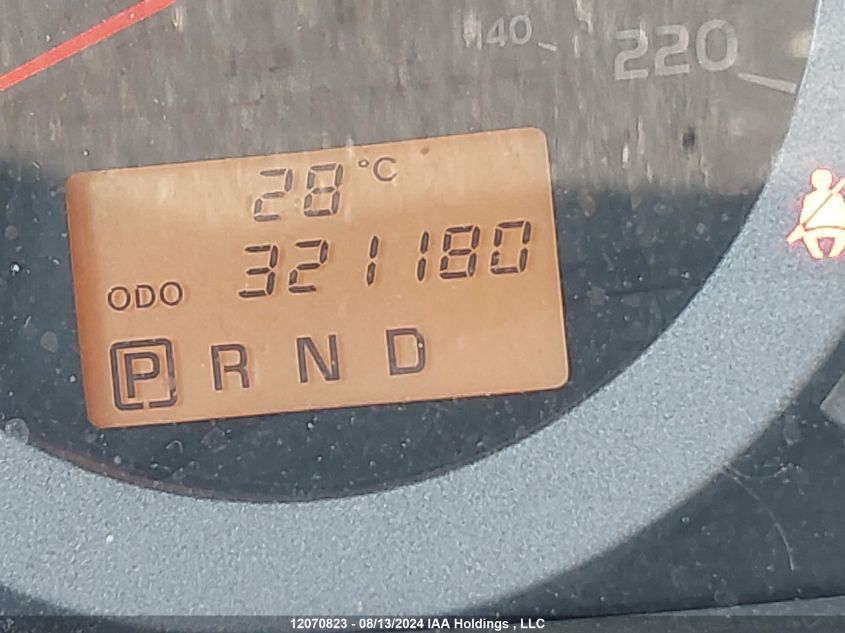 140 220
28 °C
ODO 321180
P R N D
12070823 - 08/13/2024 IAA Holdings , LLC